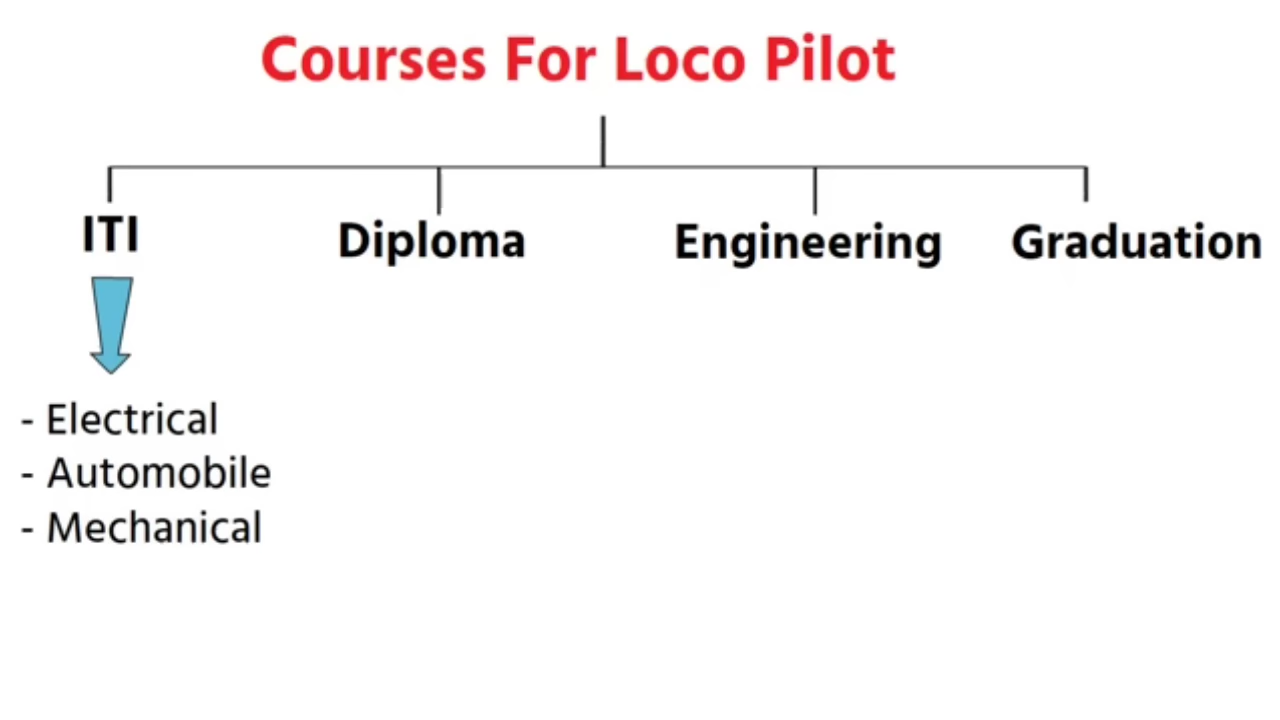 Courses For Loco Pilot
ITI
Diploma
Engineering
Graduation
- Electrical
- Automobile
- Mechanical